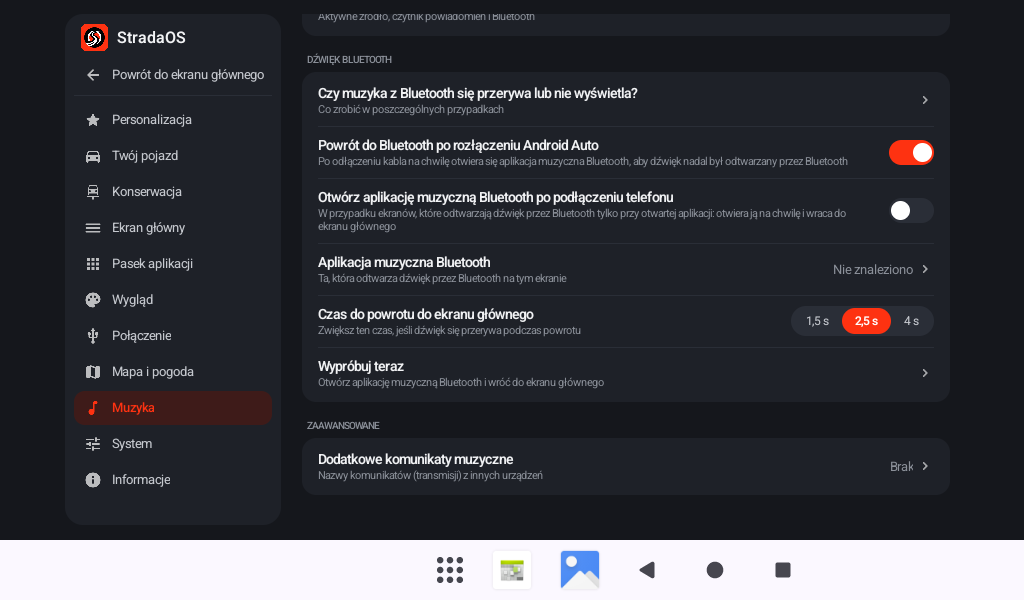 StradaOS
Powrót do ekranu głównego
Personalizacja
Twój pojazd
Konserwacja
Ekran główny
Pasek aplikacji
Wygląd
Połączenie
Mapa i pogoda
Muzyka
System
Informacje
Aktywne źródło, czytnik powiadomień i Bluetooth
DŹWIĘK BLUETOOTH
Czy muzyka z Bluetooth się przerywa lub nie wyświetla?
Co zrobić w poszczególnych przypadkach
Powrót do Bluetooth po rozłączeniu Android Auto
Po odłączeniu kabla na chwilę otwiera się aplikacja muzyczna Bluetooth, aby dźwięk nadal był odtwarzany przez Bluetooth
Otwórz aplikację muzyczną Bluetooth po podłączeniu telefonu
W przypadku ekranów, które odtwarzają dźwięk przez Bluetooth tylko przy otwartej aplikacji: otwiera ją na chwilę i wraca do
ekranu głównego
Aplikacja muzyczna Bluetooth
Ta, która odtwarza dźwięk przez Bluetooth na tym ekranie
Nie znaleziono
Czas do powrotu do ekranu głównego
Zwiększ ten czas, jeśli dźwięk się przerywa podczas powrotu
1,5 s 2,5 s 4 s
Wypróbuj teraz
Otwórz aplikację muzyczną Bluetooth i wróć do ekranu głównego
ZAAWANSOWANE
Dodatkowe komunikaty muzyczne
Nazwy komunikatów (transmisji) z innych urządzeń
Brak